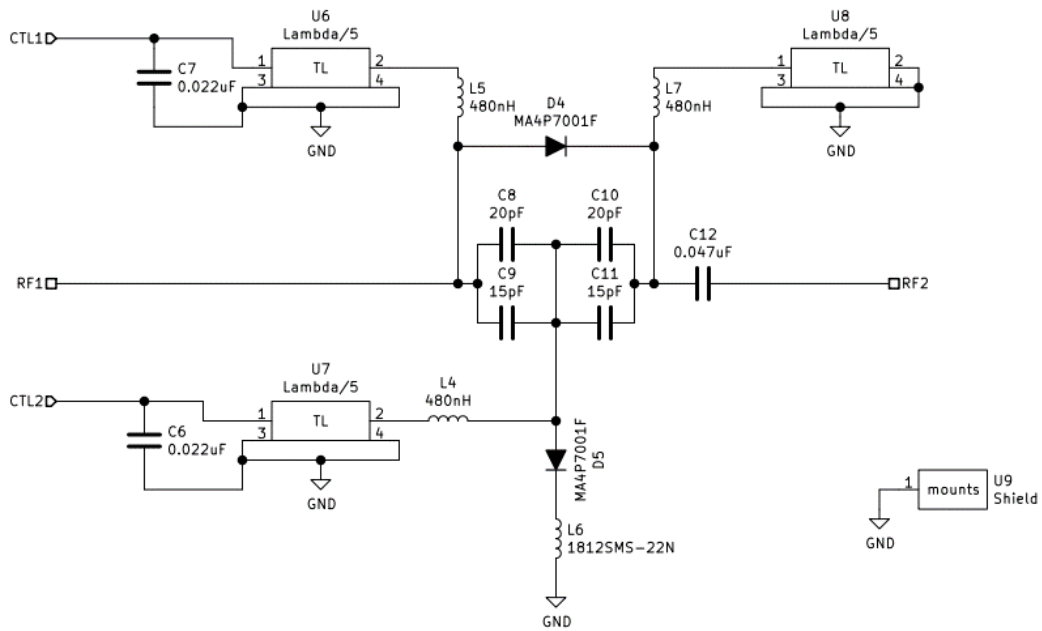 CTL1
U6
Lambda/5
1
TL
2
3
4
C7
0.022uF
GND
L5
480nH
D4
MA4P7001F
L7
480nH
U8
Lambda/5
1
TL
2
3
4
GND
C8
20pF
C10
20pF
C9
15pF
C11
15pF
C12
0.047uF
RF1
RF2
CTL2
U7
Lambda/5
1
TL
2
3
4
C6
0.022uF
GND
L4
480nH
MA4P7001F
D5
L6
1812SMS-22N
GND
1
mounts
U9
Shield
GND